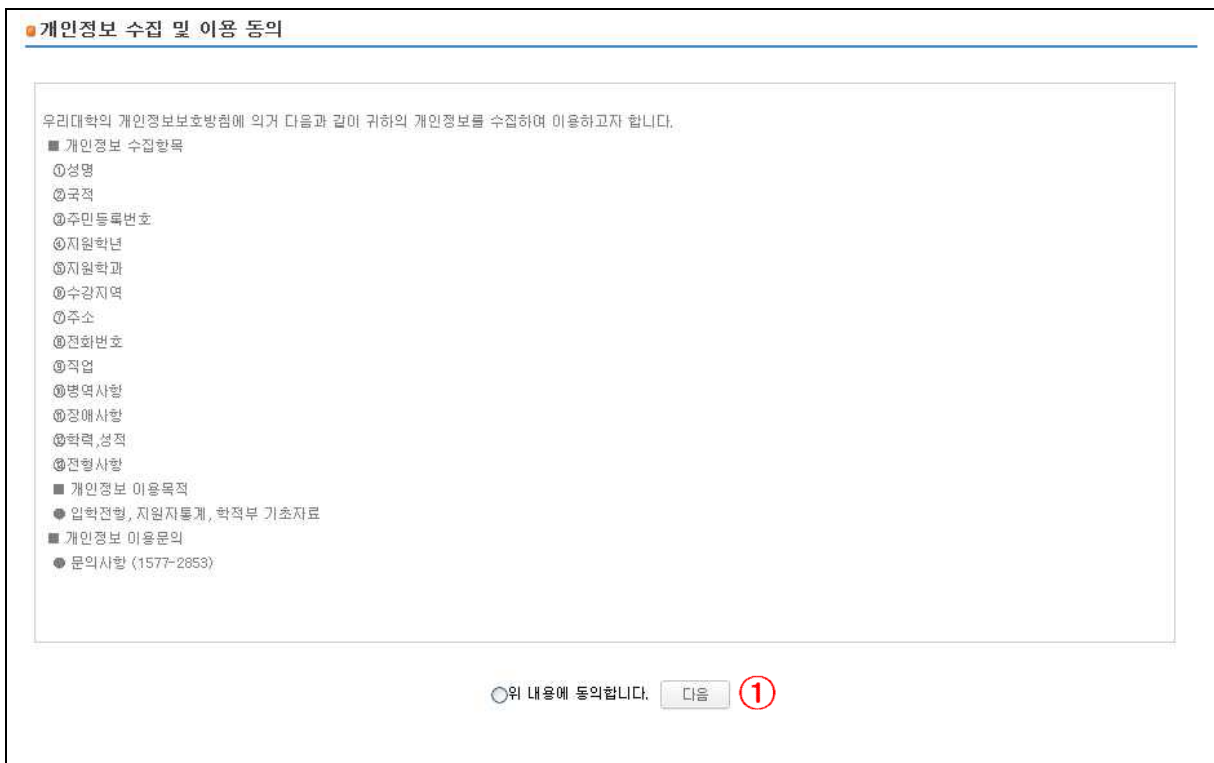 개인정보 수집 및 이용 동의
우리대학의 개인정보보호방침에 의거 다음과 같이 귀하의 개인정보를 수집하여 이용하고자 합니다.
■ 개인정보 수집항목
①성명
②국적
③주민등록번호
④지원학년
⑤지원학과
⑥수강지역
⑦주소
⑧전화번호
⑨직업
⑩병역사항
⑪장애사항
⑫학력,성적
⑬전형사항
■ 개인정보 이용목적
● 입학전형, 지원자통계, 학적부 기초자료
■ 개인정보 이용문의
● 문의사항 (1577-2853)
위 내용에 동의합니다. 다음 ①